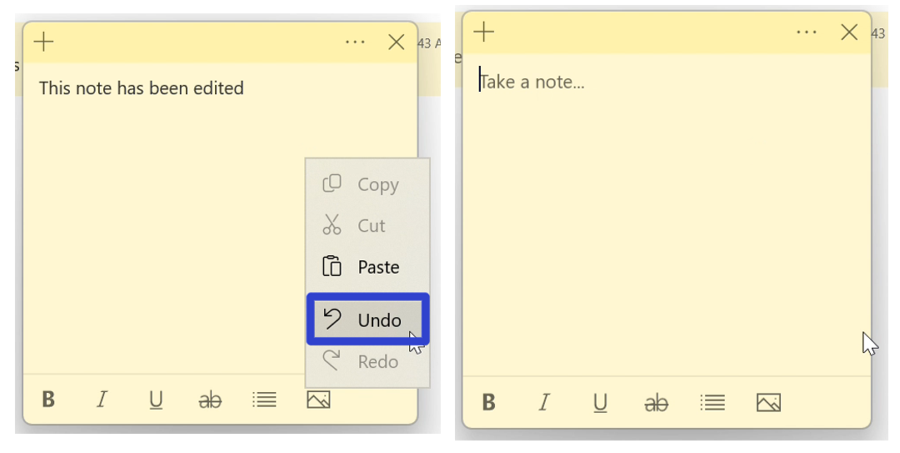 43 A
s
This note has been edited
Copy
Cut
Paste
Undo
Redo
B I U ab
43
e
Take a note...
B I U ab